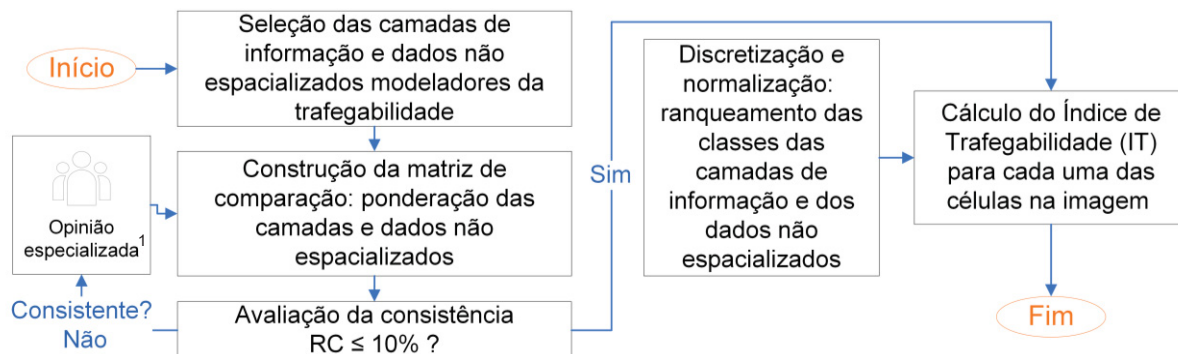 Início
Seleção das camadas de
informação e dados não
espacializados modeladores da
trafegabilidade
Opinião
especializada1
Construção da matriz de
comparação: ponderação das
camadas e dados não
espacializados
Consistente?
Não
Avaliação da consistência
RC ≤ 10% ?
Sim
Discretização e
normalização:
ranqueamento das
classes das
camadas de
informação e dos
dados não
espacializados
Cálculo do Índice de
Trafegabilidade (IT)
para cada uma das
células na imagem
Fim